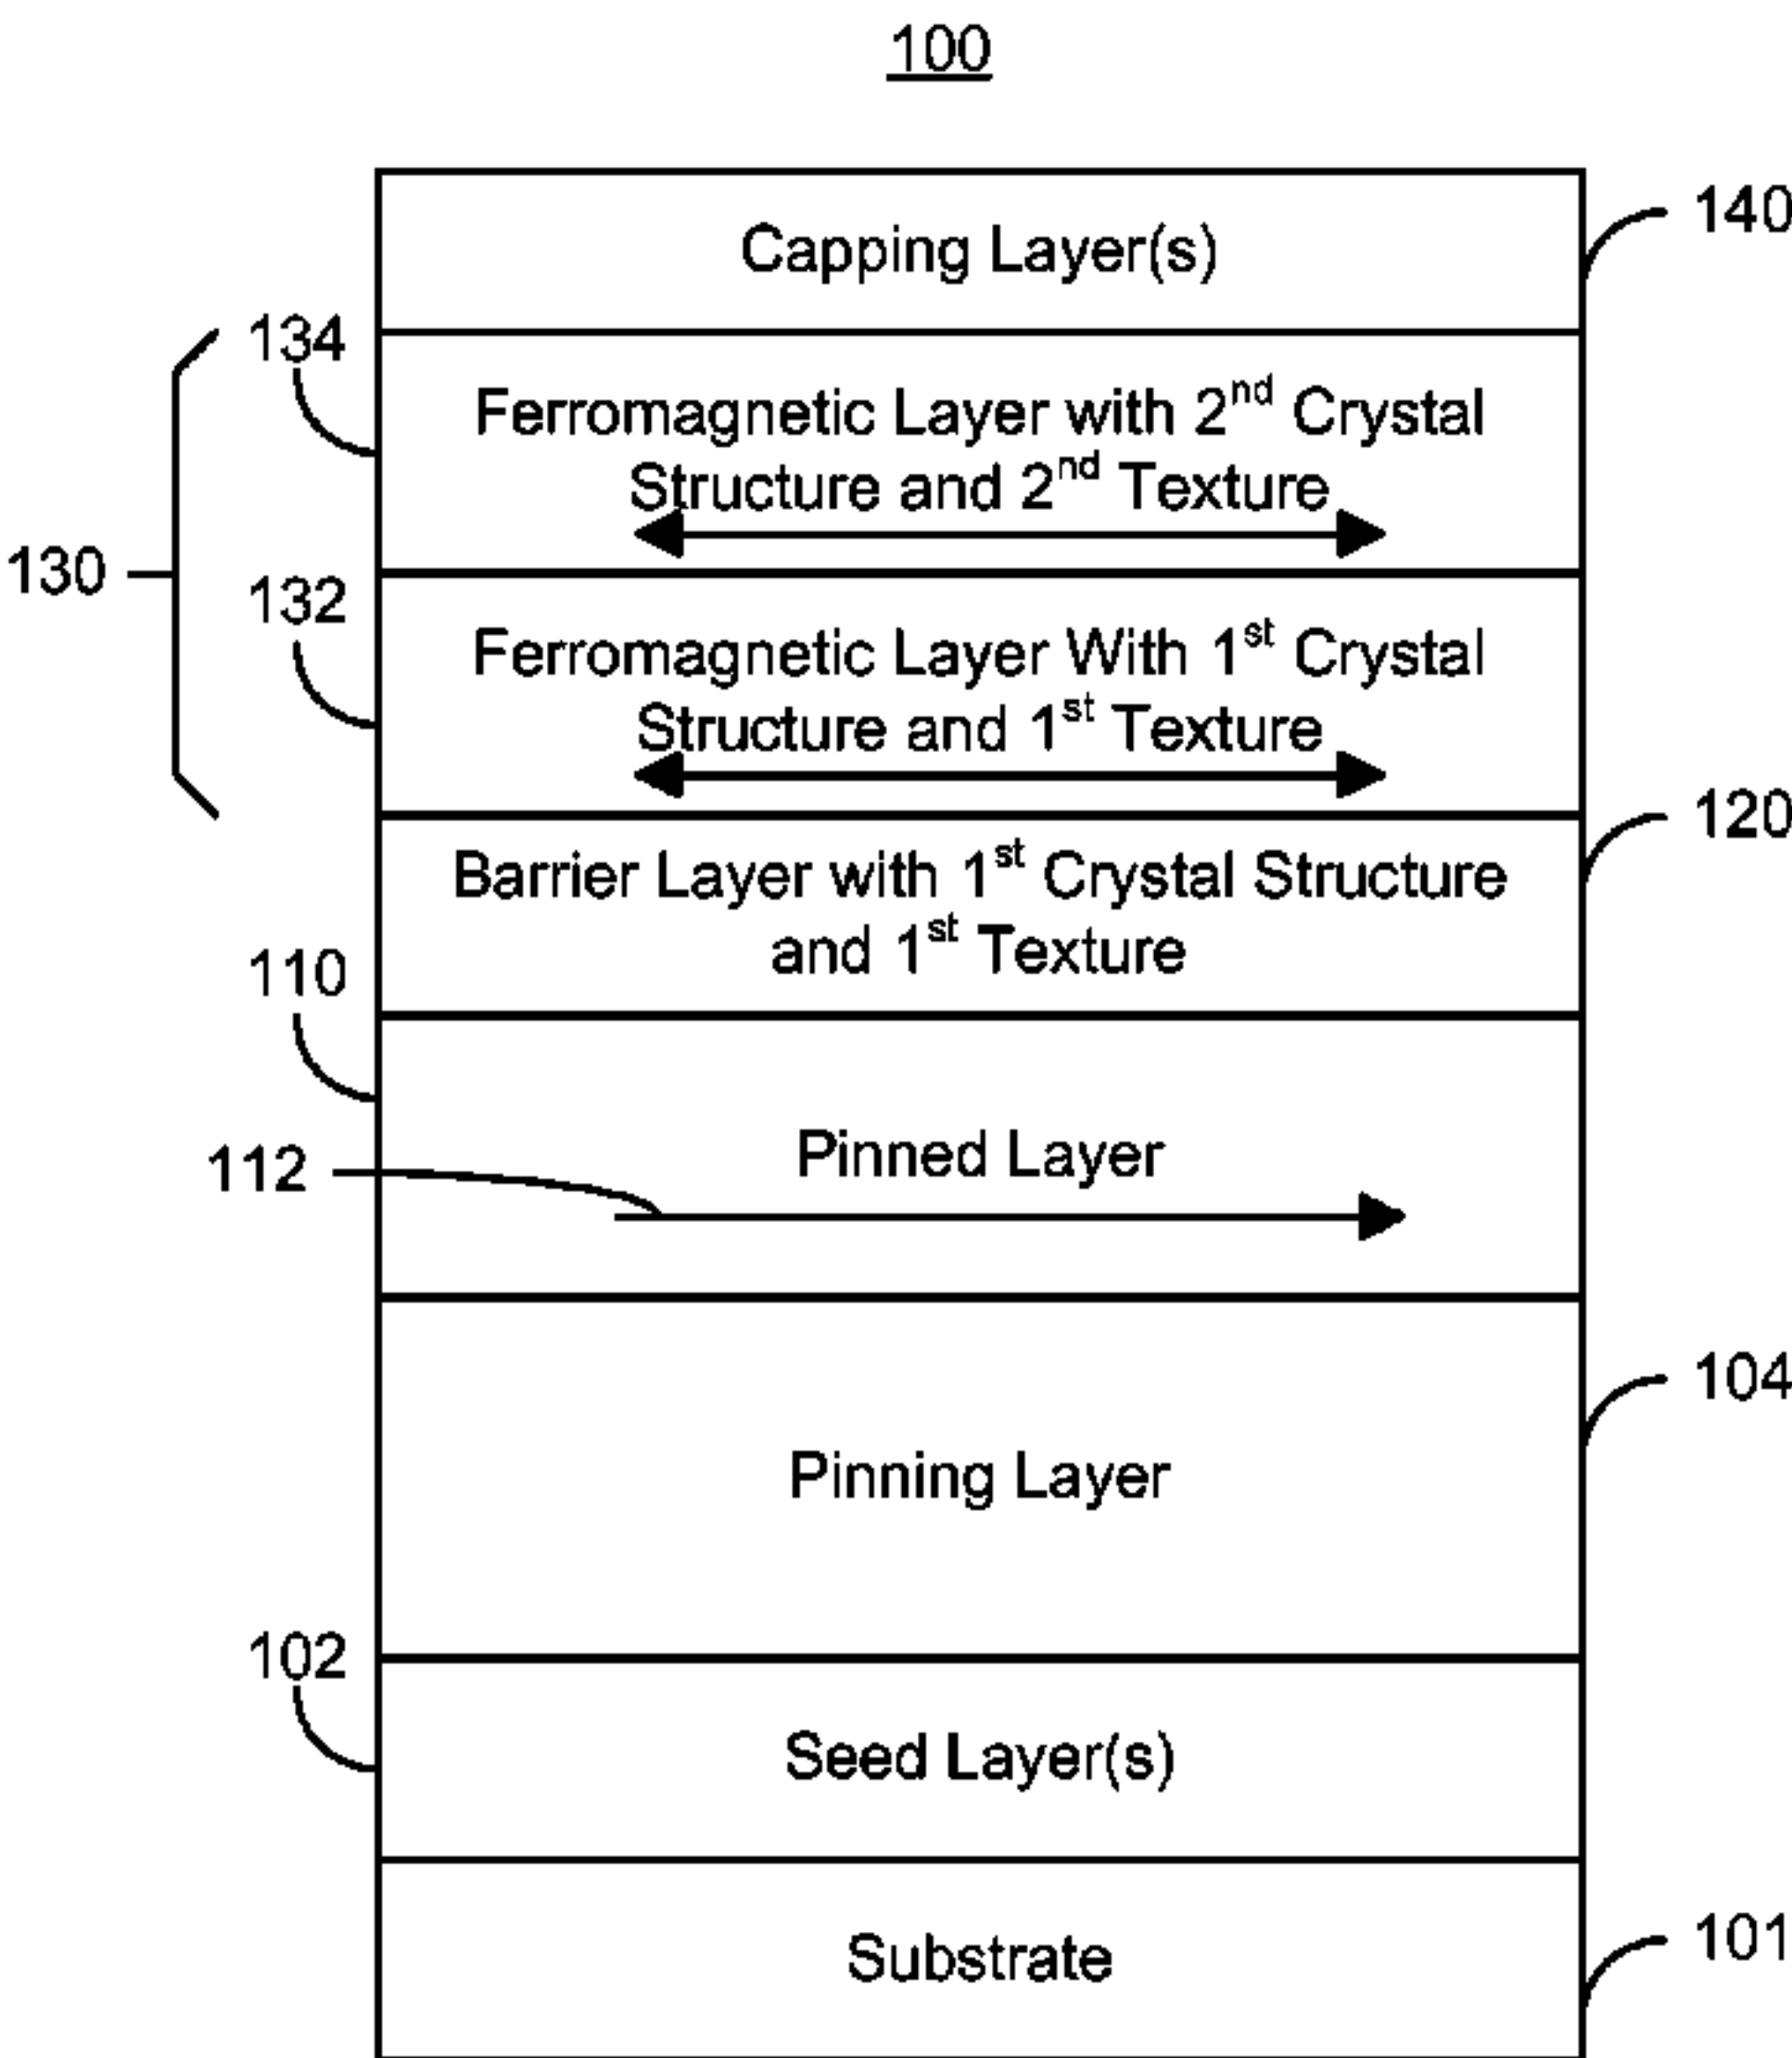 100
140
Capping Layer(s)
134
Ferromagnetic Layer with 2nd Crystal
Structure and 2nd Texture
130
132
Ferromagnetic Layer With 1st Crystal
Structure and 1st Texture
120
Barrier Layer with 1st Crystal Structure
and 1st Texture
110
Pinned Layer
112
104
Pinning Layer
102
Seed Layer(s)
101
Substrate